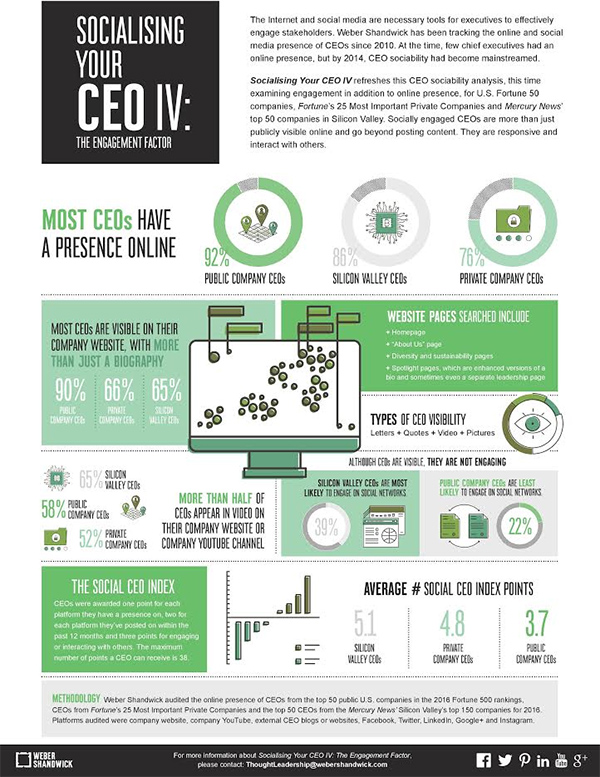 SOCIALISING
YOUR
CEO IV:
THE ENGAGEMENT FACTOR
The Internet and social media are necessary tools for executives to effectively
engage stakeholders. Weber Shandwick has been tracking the online and social
media presence of CEOs since 2010. At the time, few chief executives had an
online presence, but by 2014, CEO sociability had become mainstreamed.
Socialising Your CEO IV refreshes this CEO sociability analysis, this time
examining engagement in addition to online presence, for U.S. Fortune 50
companies, Fortune's 25 Most Important Private Companies and Mercury News'
top 50 companies in Silicon Valley. Socially engaged CEOs are more than just
publicly visible online and go beyond posting content. They are responsive and
interact with others.
MOST CEOs HAVE
A PRESENCE ONLINE
92%
PUBLIC COMPANY CEOs
86%
SILICON VALLEY CEOs
76%
PRIVATE COMPANY CEOs
MOST CEOs ARE VISIBLE ON THEIR
COMPANY WEBSITE, WITH MORE
THAN JUST A BIOGRAPHY
90%
PUBLIC
COMPANY CEOs
66%
PRIVATE
COMPANY CEOs
65%
SILICON
VALLEY CEOs
WEBSITE PAGES SEARCHED INCLUDE
+ Homepage
+ "About Us" page
+ Diversity and sustainability pages
+ Spotlight pages, which are enhanced versions of a
bio and sometimes even a separate leadership page
TYPES OF CEO VISIBILITY
Letters + Quotes + Video + Pictures
65% SILICON
VALLEY CEOs
58% PUBLIC
COMPANY CEOs
52% PRIVATE
COMPANY CEOs
MORE THAN HALF OF
CEOs APPEAR IN VIDEO ON
THEIR COMPANY WEBSITE OR
COMPANY YOUTUBE CHANNEL
ALTHOUGH CEOs ARE VISIBLE, THEY ARE NOT ENGAGING
SILICON VALLEY CEOs ARE MOST
LIKELY TO ENGAGE ON SOCIAL NETWORKS
39%
PUBLIC COMPANY CEOs ARE LEAST
LIKELY TO ENGAGE ON SOCIAL NETWORKS
22%
THE SOCIAL CEO INDEX
CEOs were awarded one point for each
platform they have a presence on, two for
each platform they've posted on within the
past 12 months and three points for engaging
or interacting with others. The maximum
number of points a CEO can receive is 38.
AVERAGE # SOCIAL CEO INDEX POINTS
5.1
SILICON
VALLEY CEOs
4.8
PRIVATE
COMPANY CEOs
3.7
PUBLIC
COMPANY CEOs
METHODOLOGY Weber Shandwick audited the online presence of CEOs from the top 50 public U.S. companies in the 2016 Fortune 500 rankings,
CEOs from Fortune's 25 Most Important Private Companies and the top 50 CEOs from the Mercury News' Silicon Valley's top 150 companies for 2016.
Platforms audited were company website, company YouTube, external CEO blogs or websites, Facebook, Twitter, LinkedIn, Google+ and Instagram.
WEBER
SHANDWICK
For more information about Socialising Your CEO IV: The Engagement Factor,
please contact: ThoughtLeadership@webershandwick.com